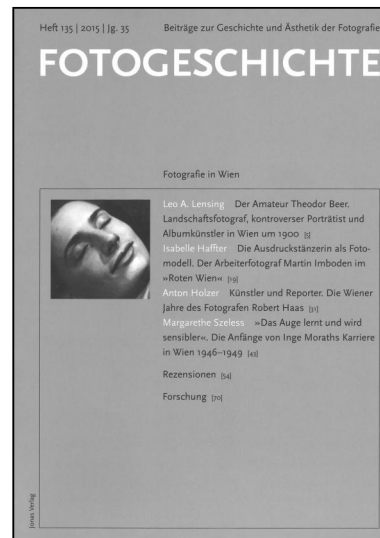 Heft 135 | 2015 | Jg. 35 Beiträge zur Geschichte und Ästhetik der Fotografie
FOTOGESCHICHTE
Fotografie in Wien
Leo A. Lensing Der Amateur Theodor Beer.
Landschaftsfotograf, kontroverser Porträtist und
Albumkünstler in Wien um 1900 [5]
Isabelle Haffter Die Ausdruckstänzerin als Foto-
modell. Der Arbeiterfotograf Martin Imboden im
»Roten Wien« [19]
Anton Holzer Künstler und Reporter. Die Wiener
Jahre des Fotografen Robert Haas [31]
Margarethe Szeless »Das Auge lernt und wird
sensibler«. Die Anfänge von Inge Moraths Karriere
in Wien 1946–1949 [43]
Rezensionen [54]
Forschung [70]
Jonas Verlag